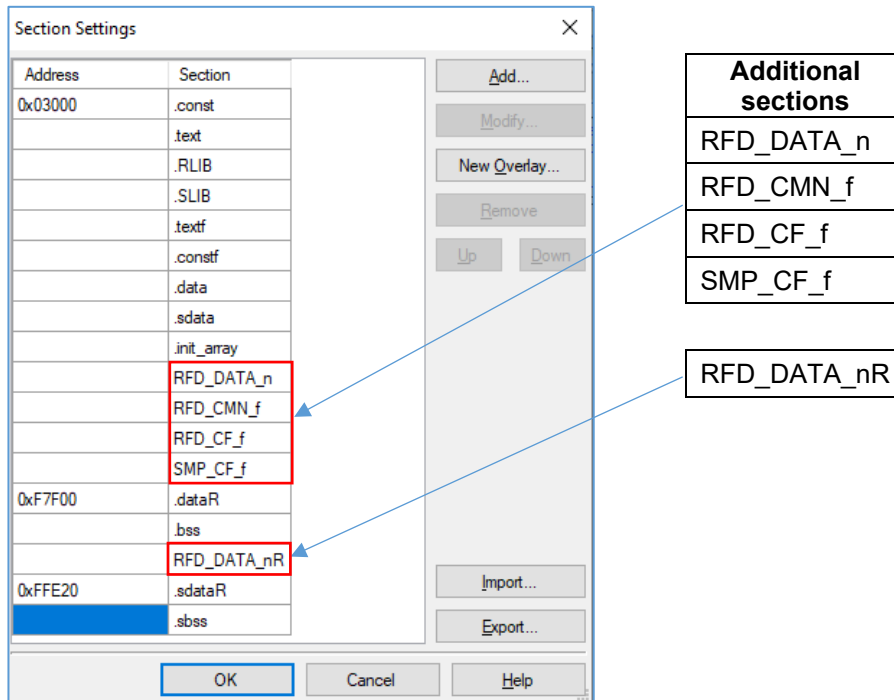 Section Settings
Address Section
0x03000 .const
.text
.RLIB
.SLIB
.textf
.constf
.data
.sdata
.init_array
RFD_DATA_n
RFD_CMN_f
RFD_CF_f
SMP_CF_f
0xF7F00 .dataR
.bss
RFD_DATA_nR
0xFFE20 .sdataR
.sbss
Add...
Modify...
New Overlay...
Remove
Up Down
Import...
Export...
OK Cancel Help
Additional
sections
RFD_DATA_n
RFD_CMN_f
RFD_CF_f
SMP_CF_f
RFD_DATA_nR